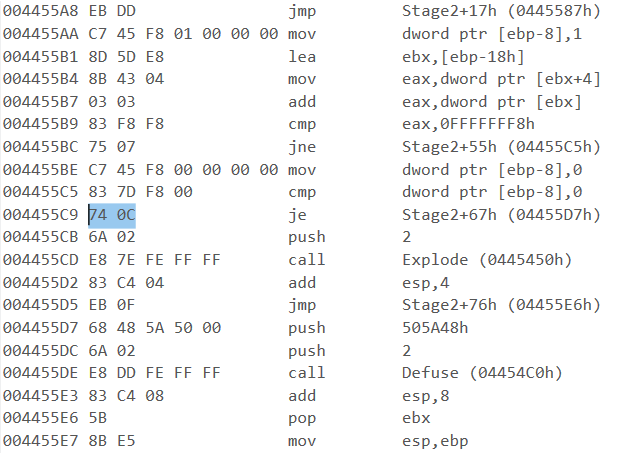 004455A8 EB DD jmp Stage2+17h (0445587h)
004455AA C7 45 F8 01 00 00 00 mov dword ptr [ebp-8],1
004455B1 8D 5D E8 lea ebx,[ebp-18h]
004455B4 8B 43 04 mov eax,dword ptr [ebx+4]
004455B7 03 03 add eax,dword ptr [ebx]
004455B9 83 F8 F8 cmp eax,0FFFFFFF8h
004455BC 75 07 jne Stage2+55h (04455C5h)
004455BE C7 45 F8 00 00 00 00 mov dword ptr [ebp-8],0
004455C5 83 7D F8 00 cmp dword ptr [ebp-8],0
004455C9 74 0C je Stage2+67h (04455D7h)
004455CB 6A 02 push 2
004455CD E8 7E FE FF FF call Explode (0445450h)
004455D2 83 C4 04 add esp,4
004455D5 EB 0F jmp Stage2+76h (04455E6h)
004455D7 68 48 5A 50 00 push 505A48h
004455DC 6A 02 push 2
004455DE E8 DD FE FF FF call Defuse (04454C0h)
004455E3 83 C4 08 add esp,8
004455E6 5B pop ebx
004455E7 8B E5 mov esp,ebp